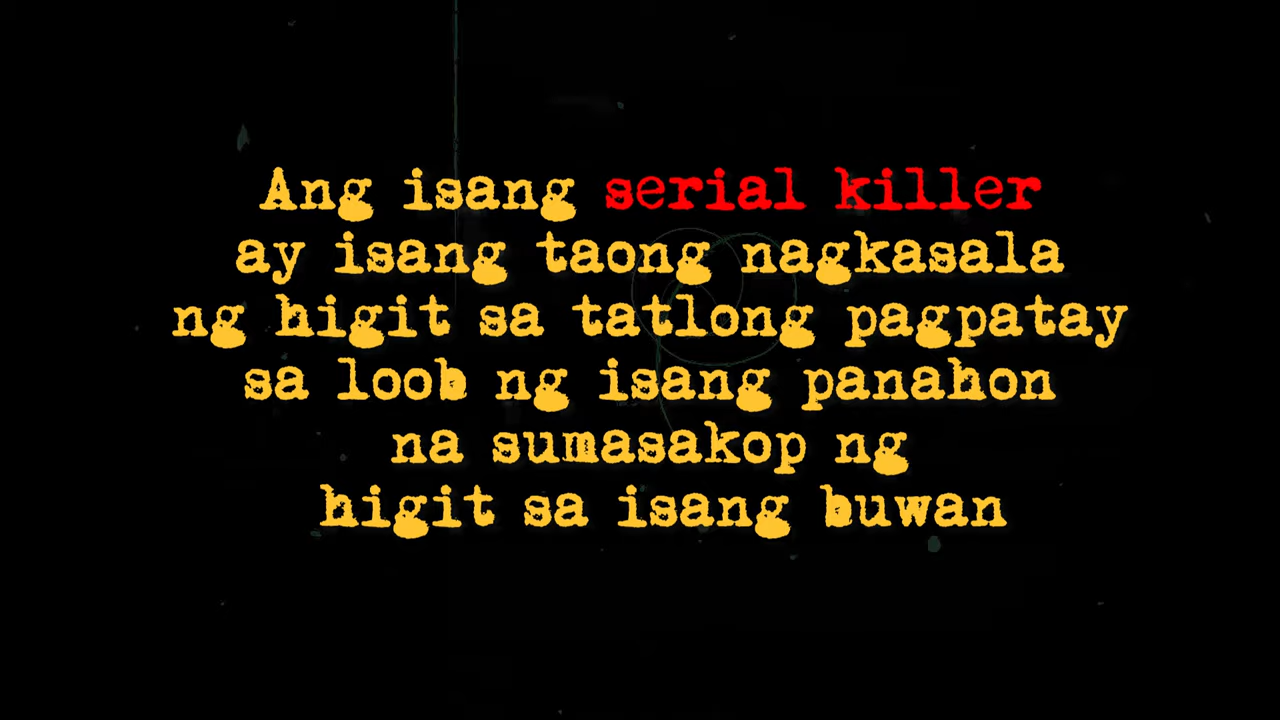 Ang isang serial killer
ay isang taong nagkasala
ng higit sa tatlong pagpatay
sa loob ng isang panahon
na sumasakop ng
higit sa isang buwan